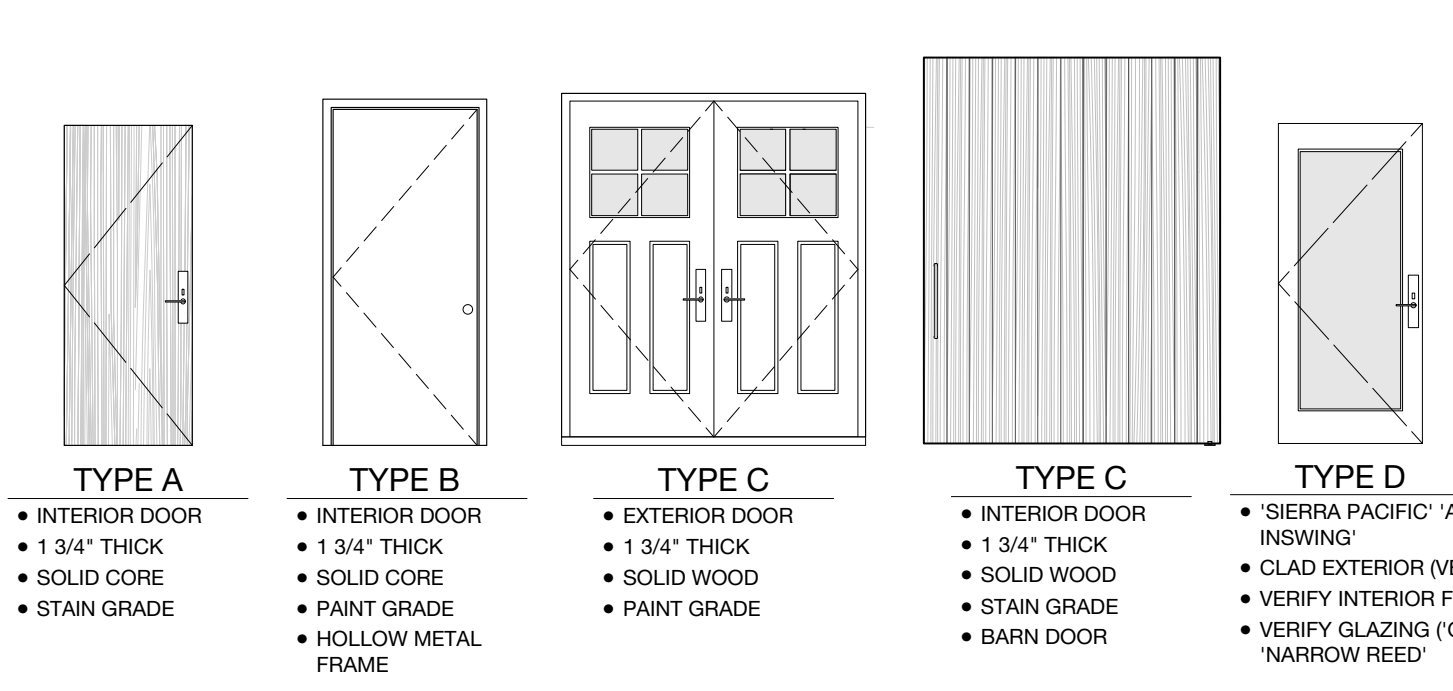 TYPE A
• INTERIOR DOOR
• 1 3/4" THICK
• SOLID CORE
• STAIN GRADE
TYPE B
• INTERIOR DOOR
• 1 3/4" THICK
• SOLID CORE
• PAINT GRADE
• HOLLOW METAL
FRAME
TYPE C
• EXTERIOR DOOR
• 1 3/4" THICK
• SOLID WOOD
• PAINT GRADE
TYPE C
• INTERIOR DOOR
• 1 3/4" THICK
• SOLID WOOD
• STAIN GRADE
• BARN DOOR
TYPE D
• 'SIERRA PACIFIC'
INSWING'
• CLAD EXTERIOR
• VERIFY INTERIOR
• VERIFY GLAZING
'NARROW REED'